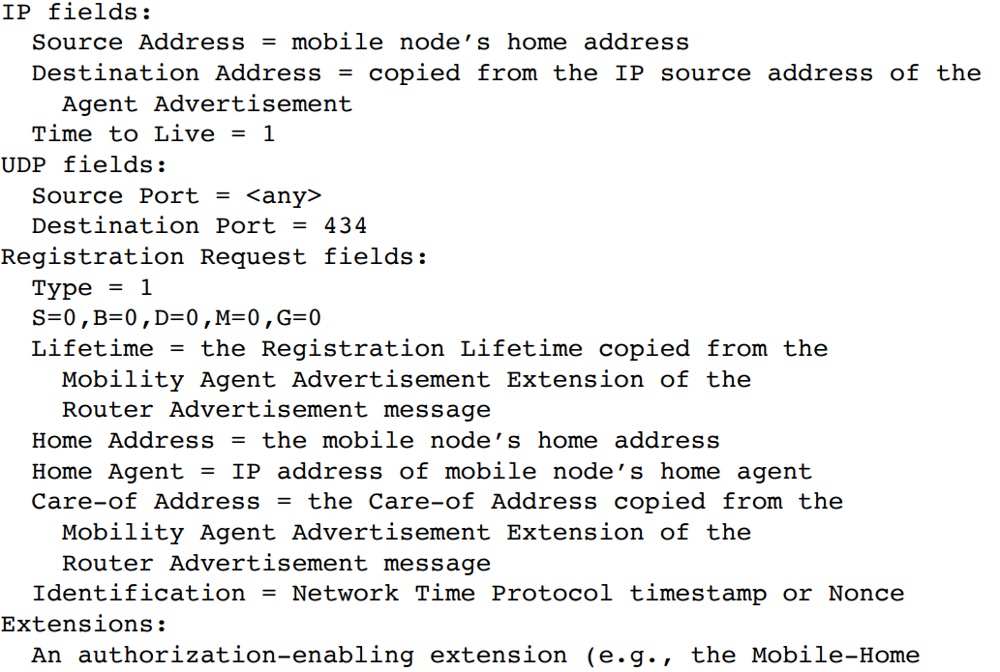 IP fields:
Source Address = mobile node's home address
Destination Address = copied from the IP source address of the
Agent Advertisement
Time to Live = 1
UDP fields:
Source Port = <any>
Destination Port = 434
Registration Request fields:
Type = 1
S=0,B=0,D=0,M=0,G=0
Lifetime = the Registration Lifetime copied from the
Mobility Agent Advertisement Extension of the
Router Advertisement message
Home Address = the mobile node's home address
Home Agent = IP address of mobile node's home agent
Care-of Address = the Care-of Address copied from the
Mobility Agent Advertisement Extension of the
Router Advertisement message
Identification = Network Time Protocol timestamp or Nonce
Extensions:
An authorization-enabling extension (e.g., the Mobile-Home